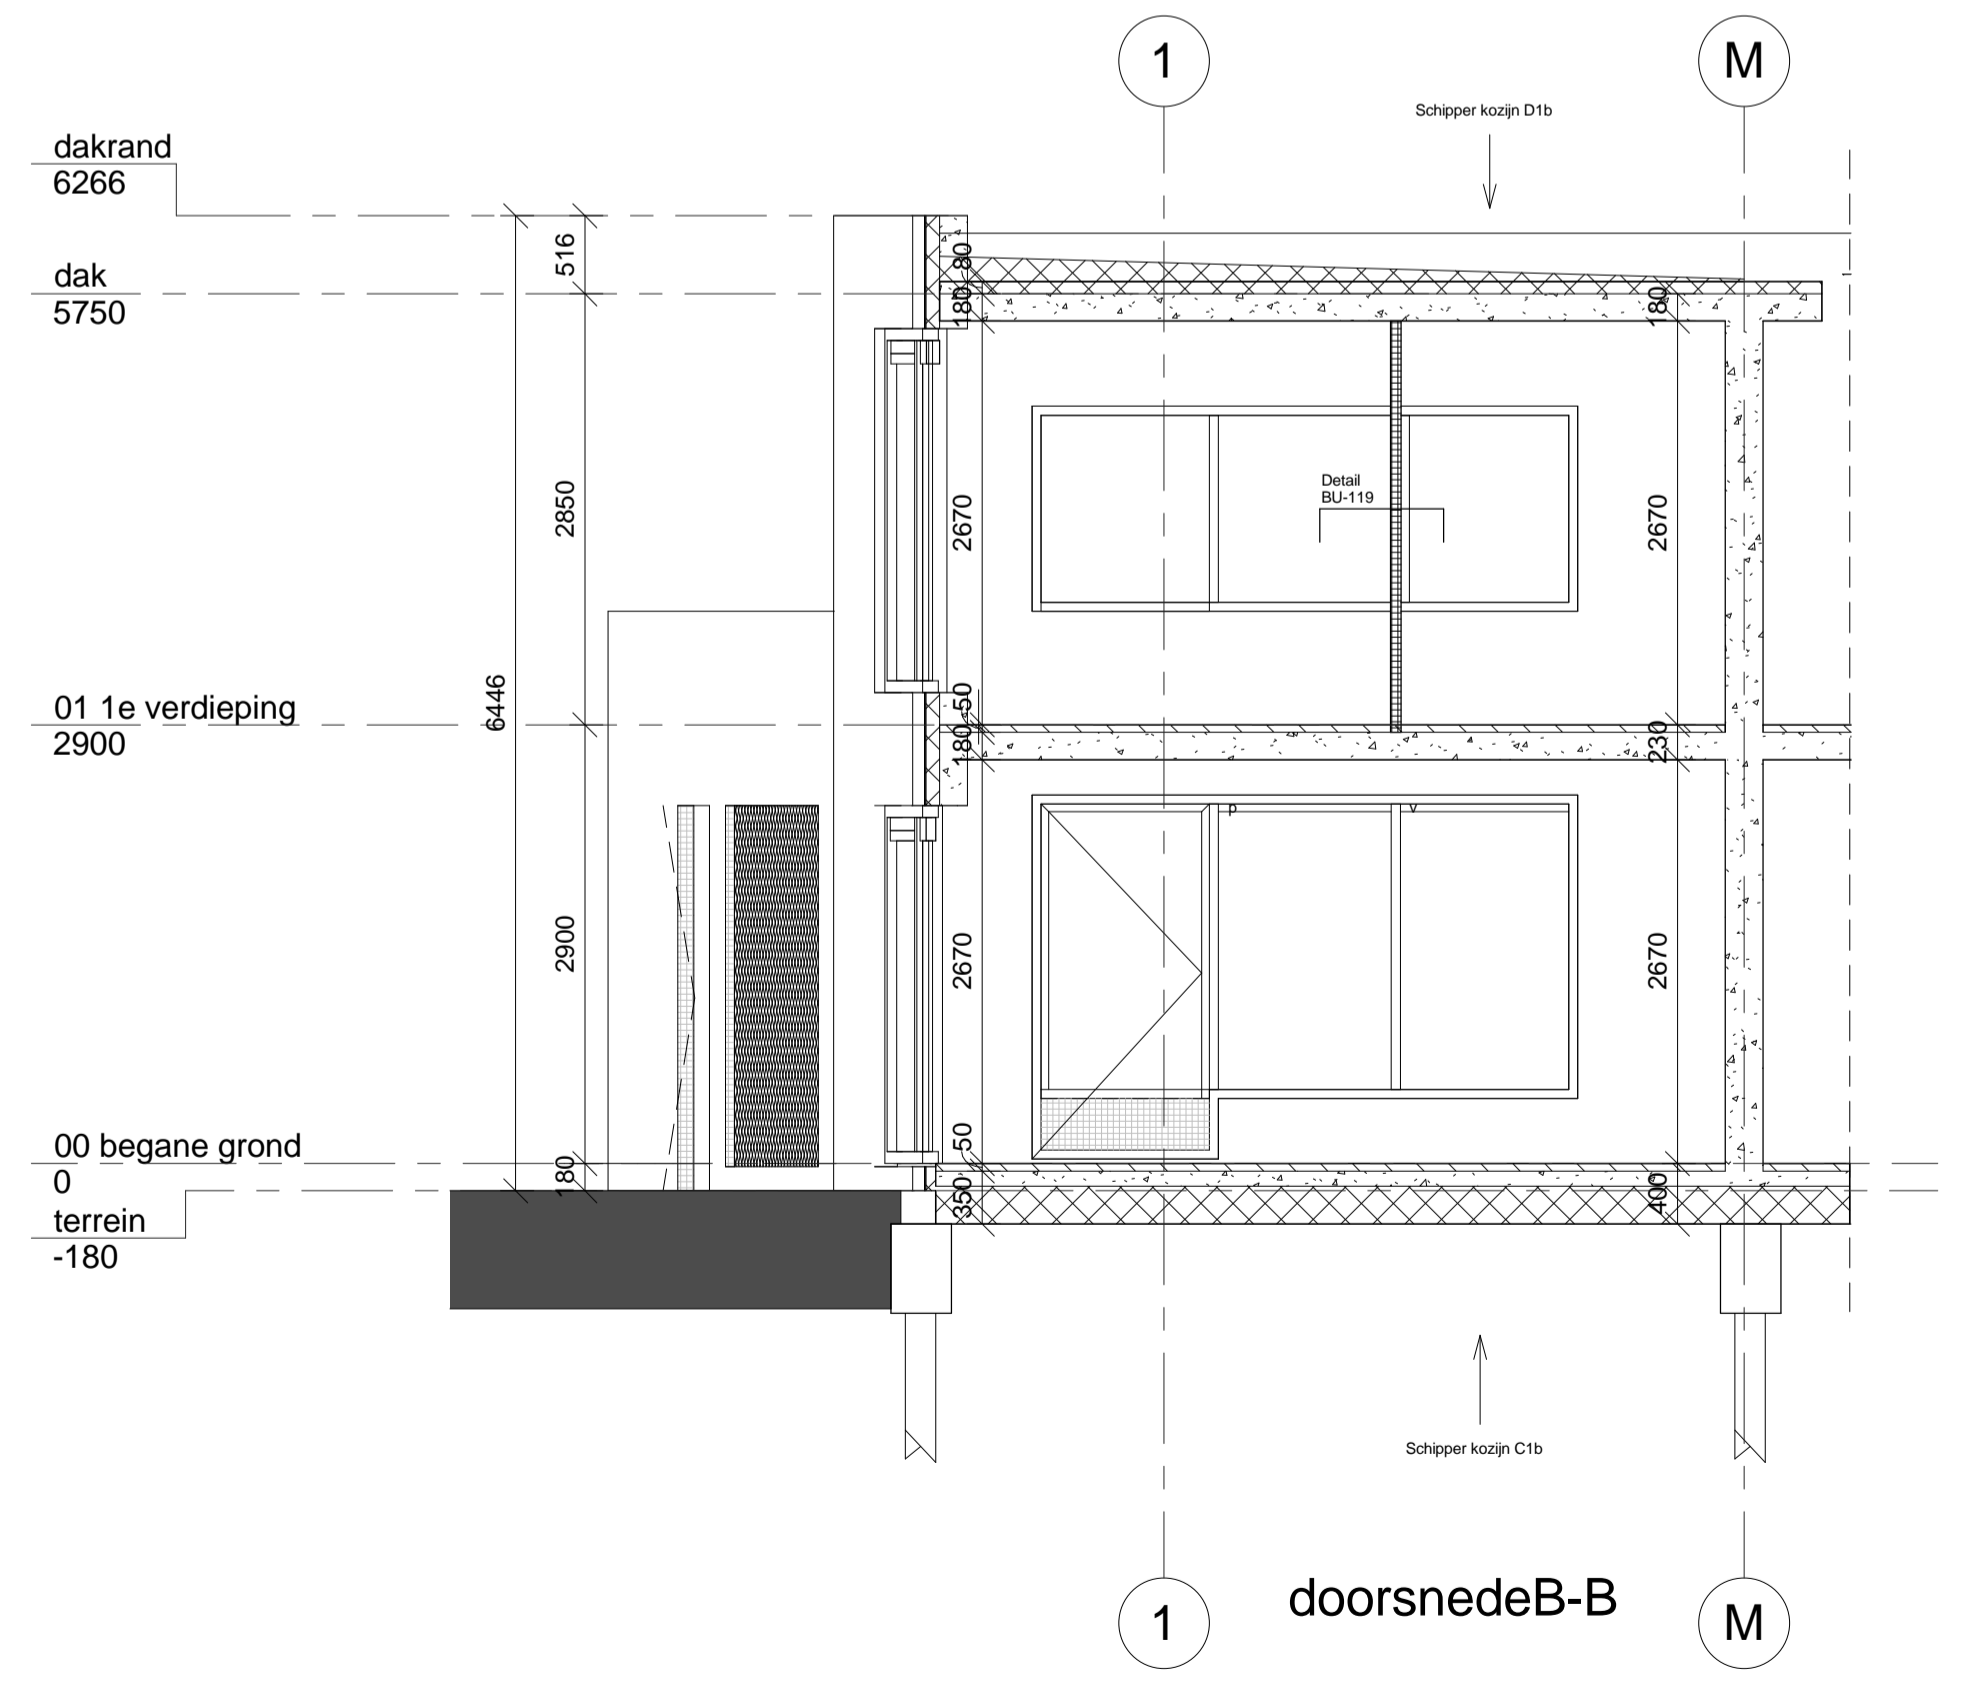 1
M
Schipper kozijn D1b
dakrand
6266
516
80
dak
5750
180
180
Detail
BU-119
2850
2670
2670
6446
01 1e verdieping
2900
50
180
230
p
v
2900
2670
2670
00 begane grond
0
50
180
350
400
terrein
-180
Schipper kozijn C1b
doorsnedeB-B
1
M